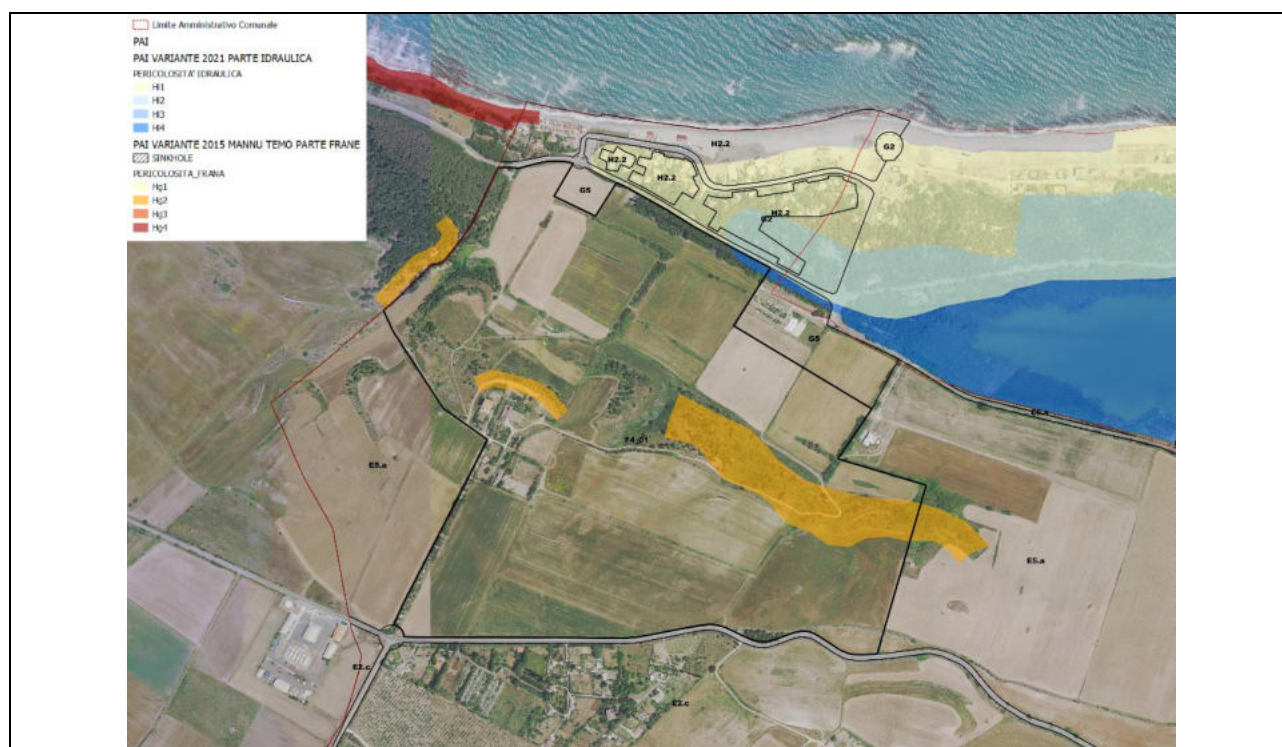 Limite Amministrativo Comunale
PAI
PAI VARIANTE 2021 PARTE IDRAULICA
PERICOLOSITA' IDRAULICA
Hi1
Hi2
Hi3
Hi4
PAI VARIANTE 2015 MANNU TEMO PARTE FRANE
SINKHOLE
PERICOLOSITA_FRANA
Hg1
Hg2
Hg3
Hg4
H2.2
G2
H2.2
H2.2
G5
H2.2
G2
G5
E5.a
F4.01
E5.a
E2.c
E2.c